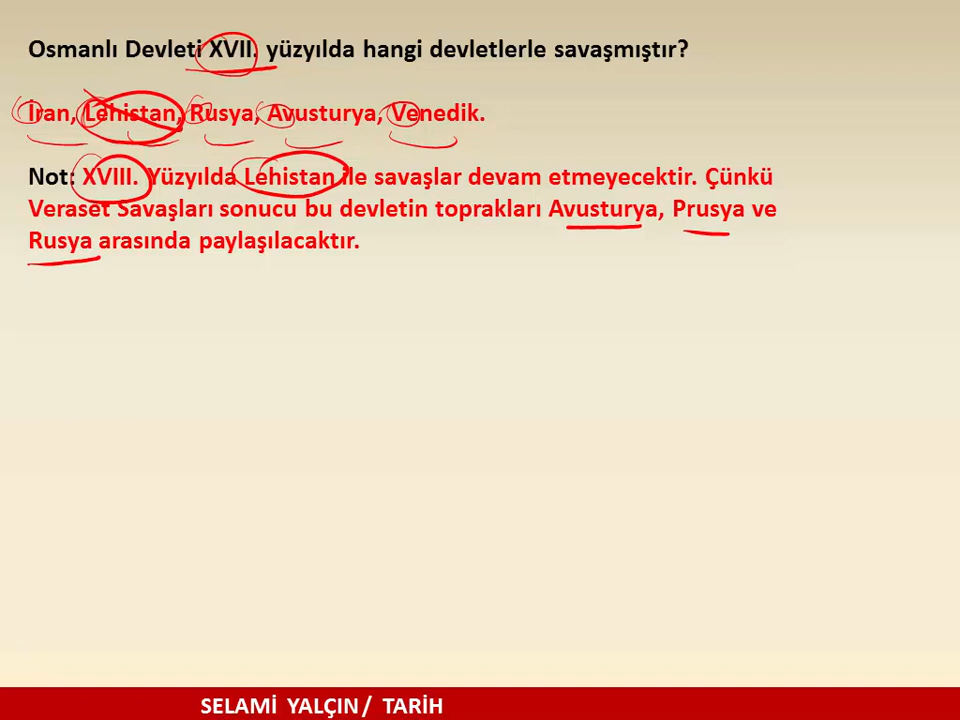 Osmanlı Devleti XVII. yüzyılda hangi devletlerle savaşmıştır?
İran, Lehistan, Rusya, Avusturya, Venedik.
Not: XVIII. Yüzyılda Lehistan ile savaşlar devam etmeyecektir. Çünkü
Veraset Savaşları sonucu bu devletin toprakları Avusturya, Prusya ve
Rusya arasında paylaşılacaktır.
SELAMİ YALÇIN / TARİH